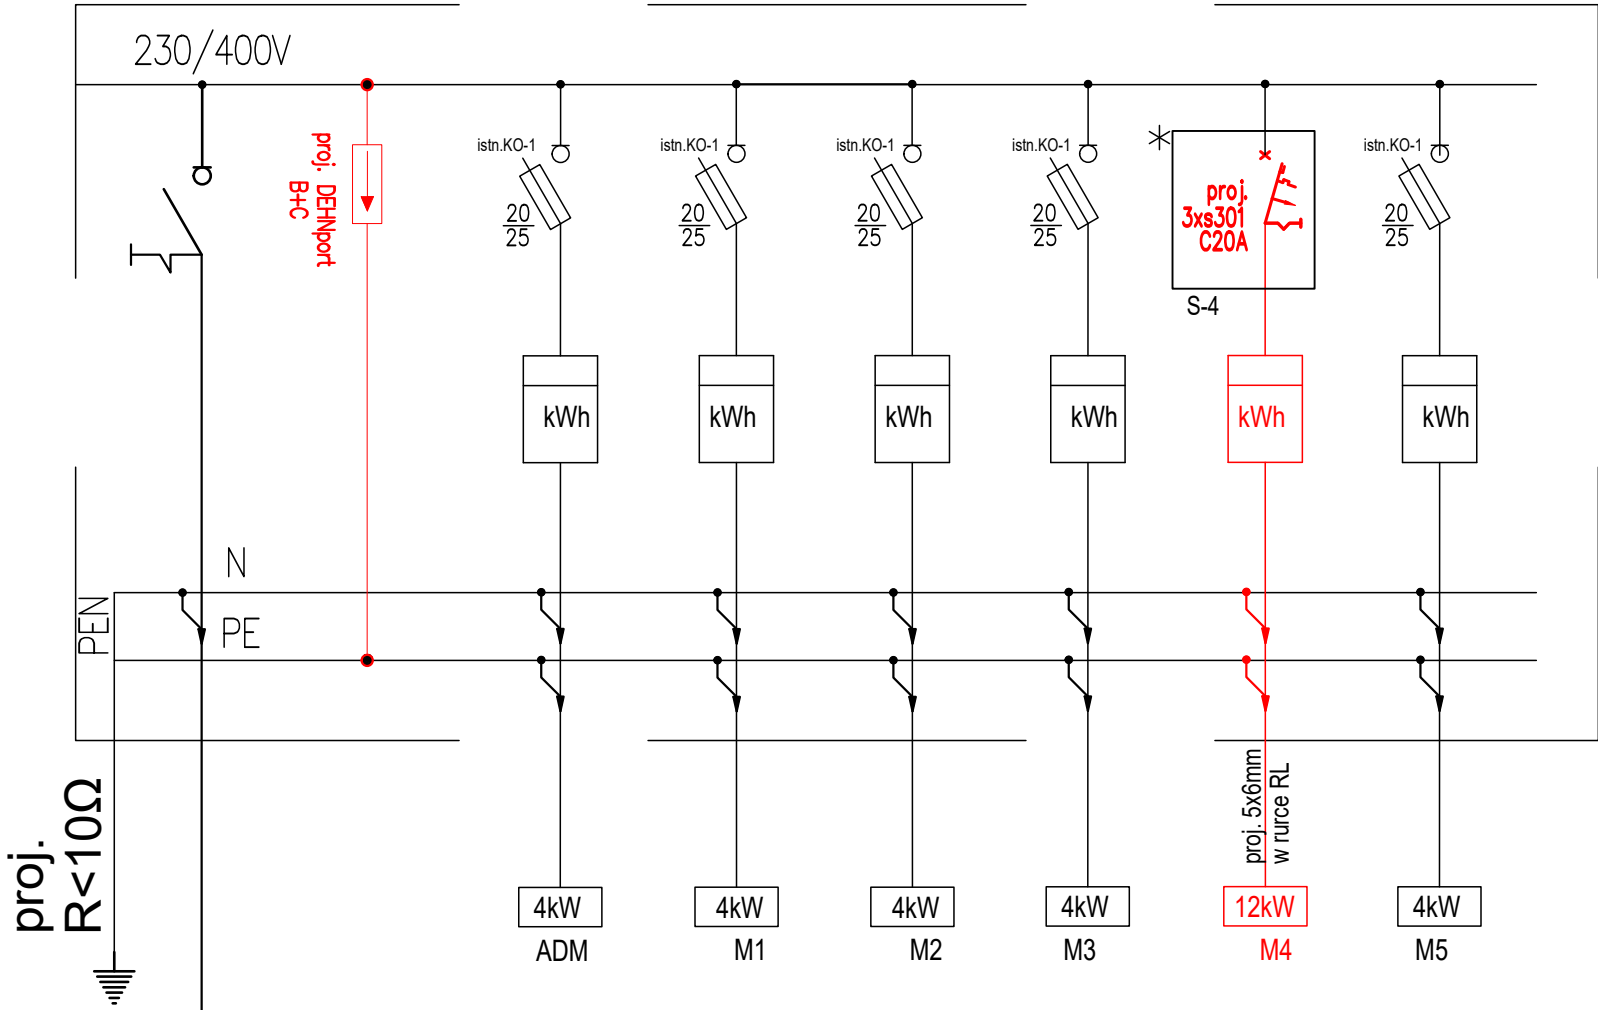 230/400V
proj. DEHNport
B+C
istn.KO-1
20
25
istn.KO-1
20
25
istn.KO-1
20
25
istn.KO-1
20
25
proj.
3xs301
C20A
S-4
istn.KO-1
20
25
kWh
kWh
kWh
kWh
kWh
kWh
N
PEN
PE
proj.
R<10Ω
proj. 5x6mm
w rurce RL
4kW
4kW
4kW
4kW
12kW
4kW
ADM
M1
M2
M3
M4
M5